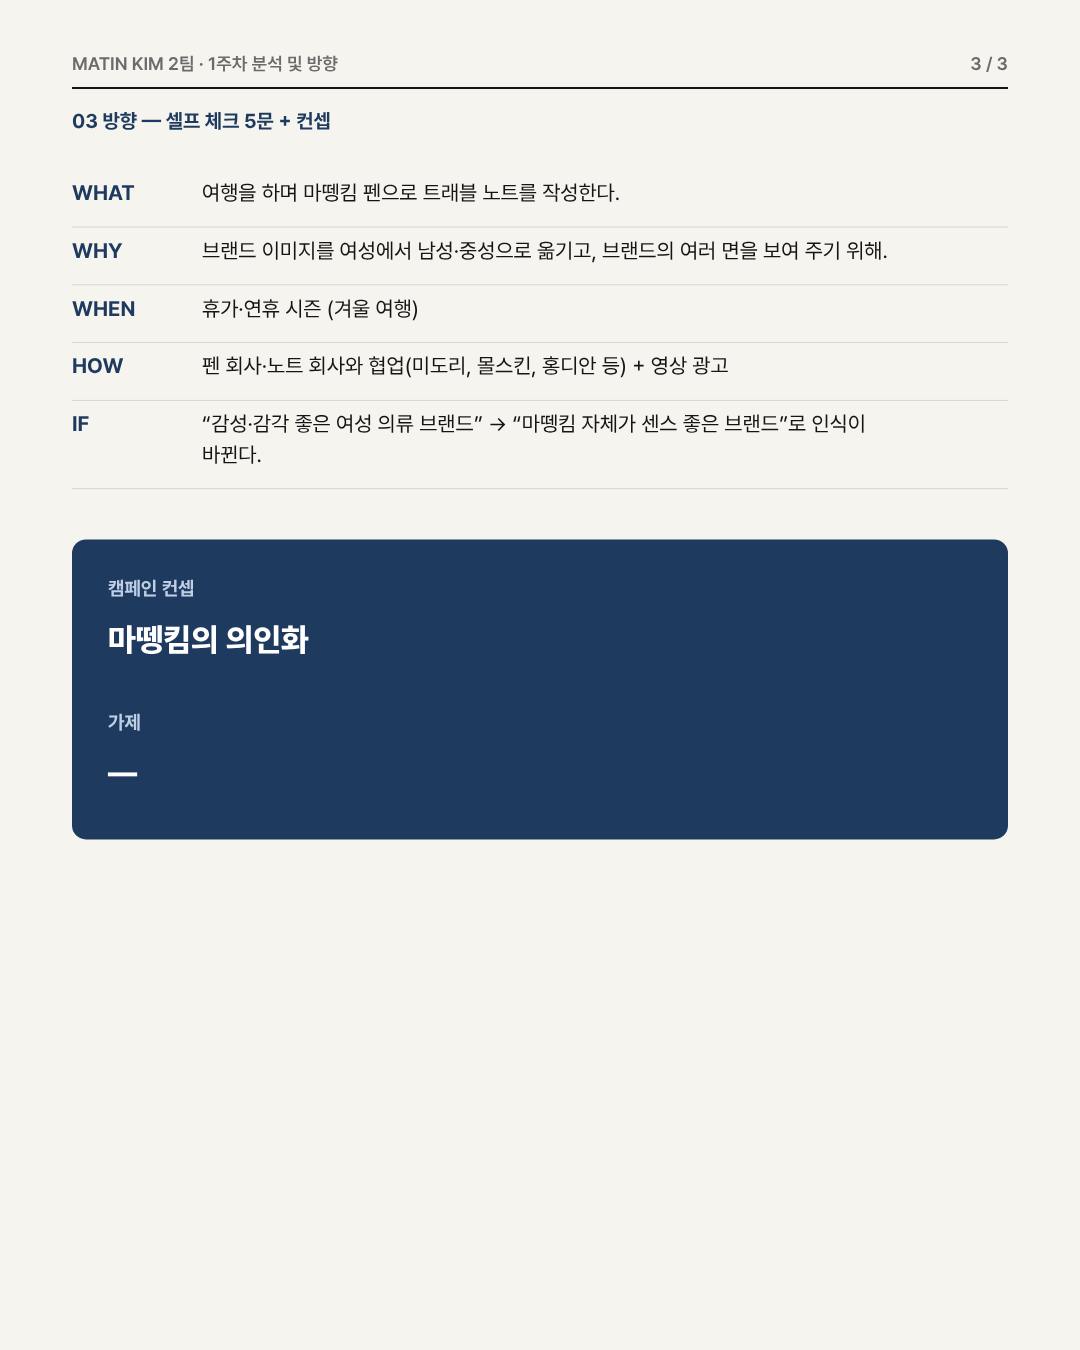 MATIN KIM 2팀 · 1주차 분석 및 방향
3 / 3
03 방향 — 셀프 체크 5문 + 컨셉
WHAT 여행을 하며 마뗑킴 펜으로 트래블 노트를 작성한다.
WHY 브랜드 이미지를 여성에서 남성·중성으로 옮기고, 브랜드의 여러 면을 보여 주기 위해.
WHEN 휴가·연휴 시즌 (겨울 여행)
HOW 펜 회사·노트 회사와 협업(미도리, 몰스킨, 홍디안 등) + 영상 광고
IF “감성·감각 좋은 여성 의류 브랜드” → “마뗑킴 자체가 센스 좋은 브랜드”로 인식이
바뀐다.
캠페인 컨셉
마뗑킴의 의인화
가제
—